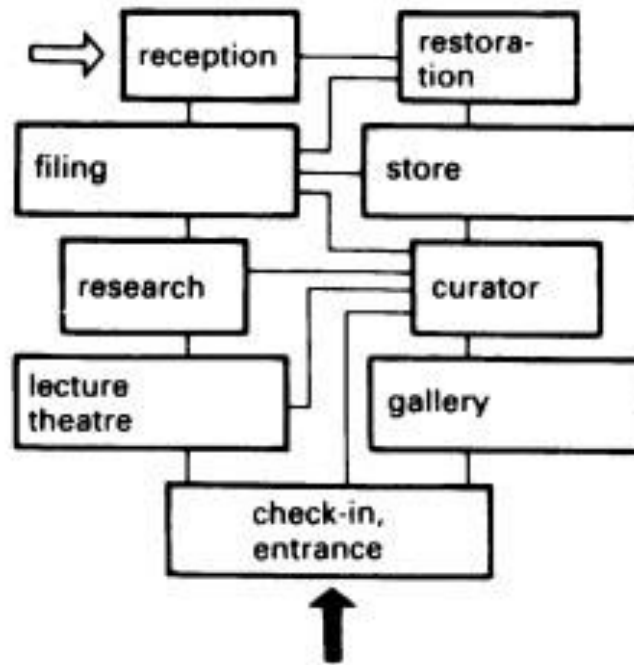 reception
restora-
tion
filing
store
research
curator
lecture
theatre
gallery
check-in,
entrance